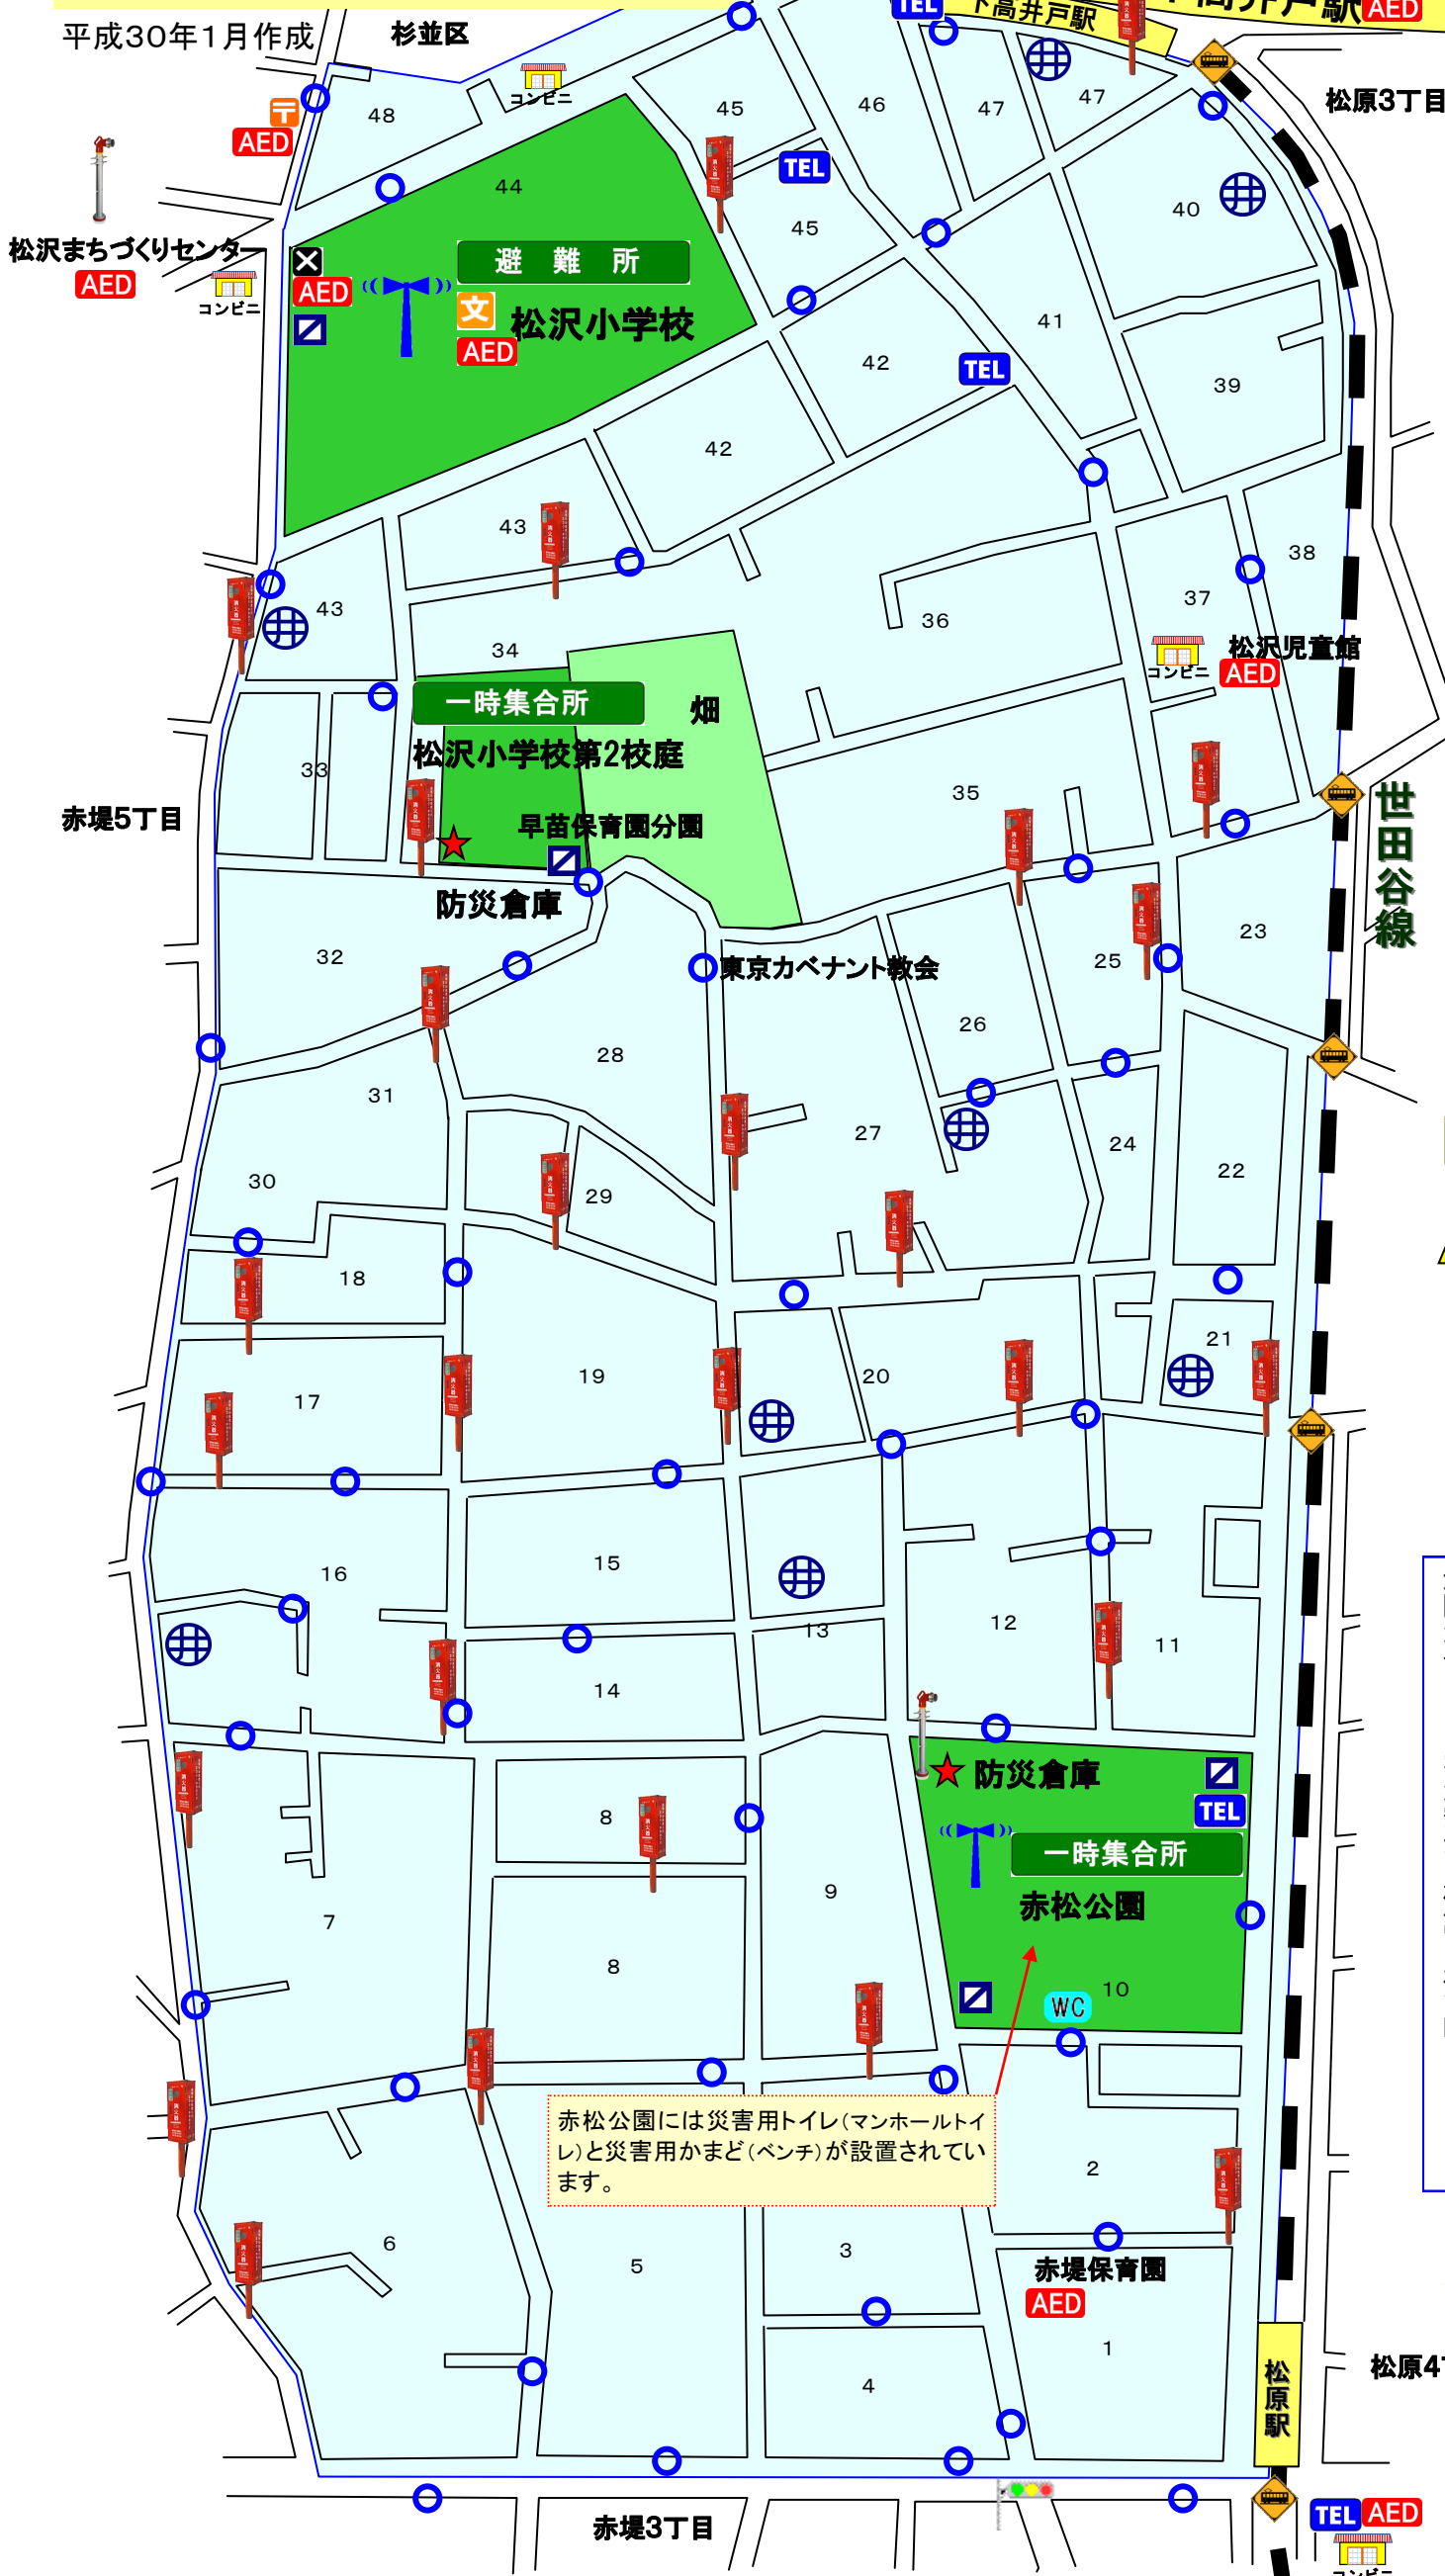 下高井戸駅
TEL
AED
平成30年1月作成
杉並区
コンビニ
松原3丁目
48
45
46
47
47
AED
44
TEL
40
松沢まちづくりセンター
AED
コンビニ
避難所
45
AED
文
松沢小学校
AED
41
42
TEL
39
42
43
38
43
37
36
34
コンビニ
松沢児童館
AED
一時集合所
畑
松沢小学校第2校庭
33
35
世田谷線
赤堤5丁目
早苗保育園分園
防災倉庫
23
32
東京カベナント教会
25
26
28
31
27
24
22
30
29
18
21
19
20
17
16
15
12
13
11
14
防災倉庫
TEL
8
一時集合所
9
赤松公園
7
8
10
WC
赤松公園には災害用トイレ(マンホールトイ
レ)と災害用かまど(ベンチ)が設置されてい
ます。
2
6
3
5
赤堤保育園
AED
1
4
松原駅
松原4
赤堤3丁目
TEL
AED
コンビニ